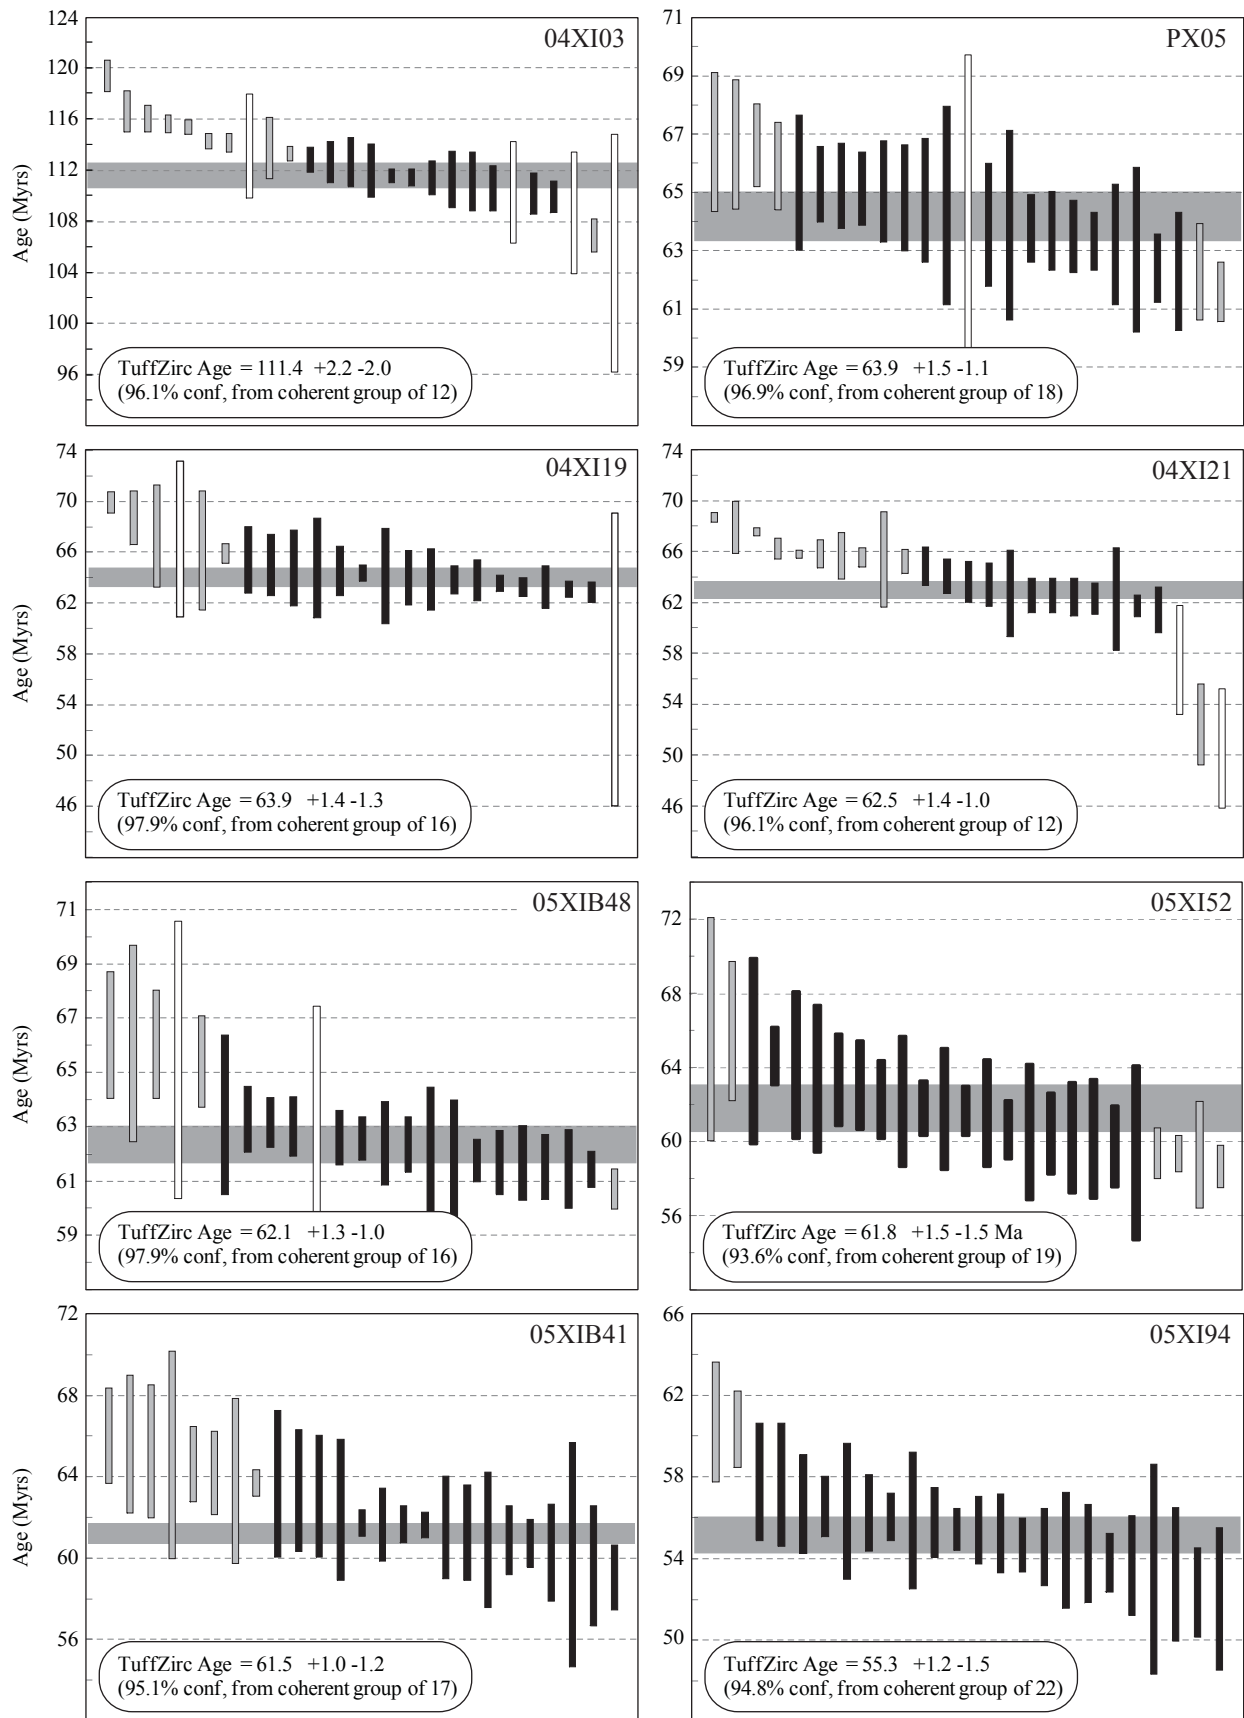 124
120
116
112
108
104
100
96
Age (Myrs)
04XI03
TuffZirc Age = 111.4 +2.2 -2.0
(96.1% conf, from coherent group of 12)
71
69
67
65
63
61
59
PX05
TuffZirc Age = 63.9 +1.5 -1.1
(96.9% conf, from coherent group of 18)
74
70
66
62
58
54
50
46
Age (Myrs)
04XI19
TuffZirc Age = 63.9 +1.4 -1.3
(97.9% conf, from coherent group of 16)
74
70
66
62
58
54
50
46
04XI21
TuffZirc Age = 62.5 +1.4 -1.0
(96.1% conf, from coherent group of 12)
71
69
67
65
63
61
59
Age (Myrs)
05XIB48
TuffZirc Age = 62.1 +1.3 -1.0
(97.9% conf, from coherent group of 16)
72
68
64
60
56
05XI52
TuffZirc Age = 61.8 +1.5 -1.5 Ma
(93.6% conf, from coherent group of 19)
72
68
64
60
56
Age (Myrs)
05XIB41
TuffZirc Age = 61.5 +1.0 -1.2
(95.1% conf, from coherent group of 17)
66
62
58
54
50
05XI94
TuffZirc Age = 55.3 +1.2 -1.5
(94.8% conf, from coherent group of 22)